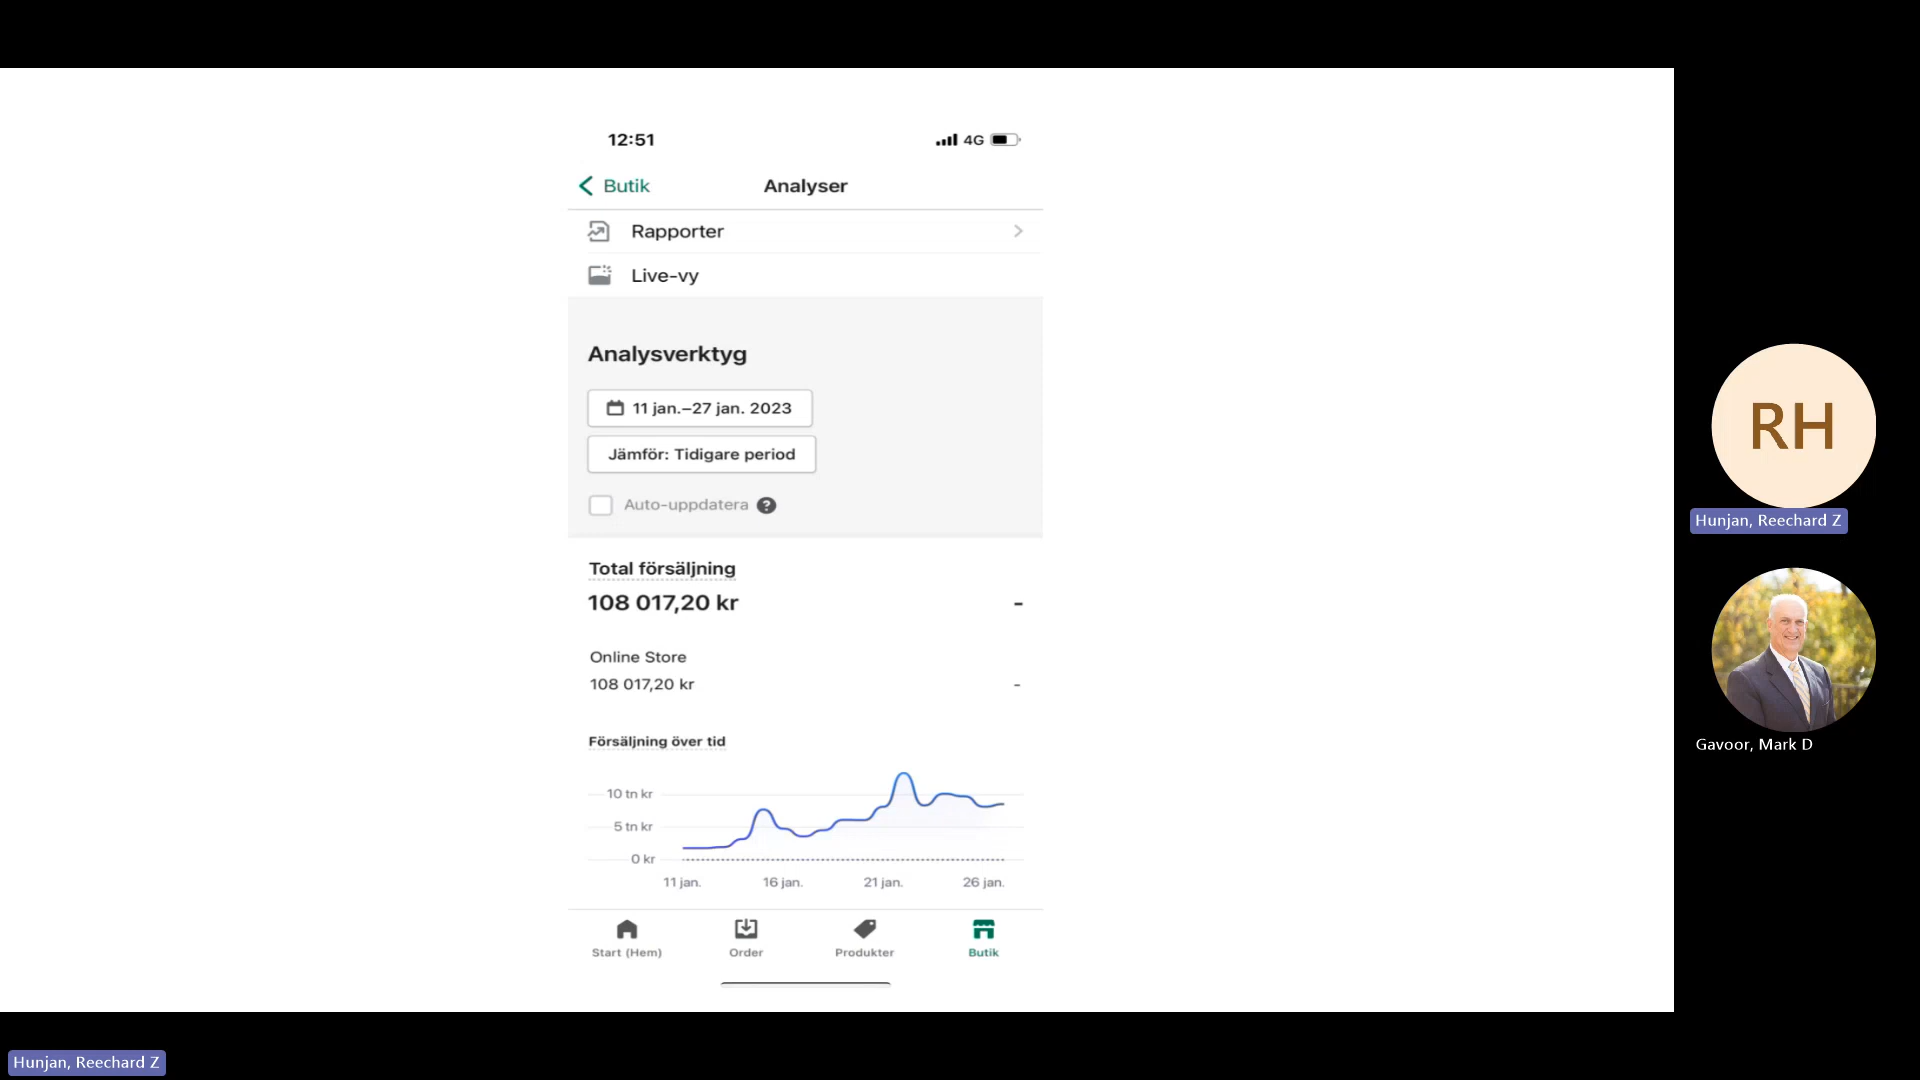 12:51
4G
Butik
Analyser
Rapporter
Live-vy
Analysverktyg
11 jan.–27 jan. 2023
Jämför: Tidigare period
Auto-uppdatera ?
Total försäljning
108 017,20 kr -
Online Store
108 017,20 kr -
Försäljning över tid
10 tn kr
5 tn kr
0 kr
11 jan. 16 jan. 21 jan. 26 jan.
Start (Hem) Order Produkter Butik
RH
Hunjan, Reechard Z
Gavoor, Mark D
Hunjan, Reechard Z